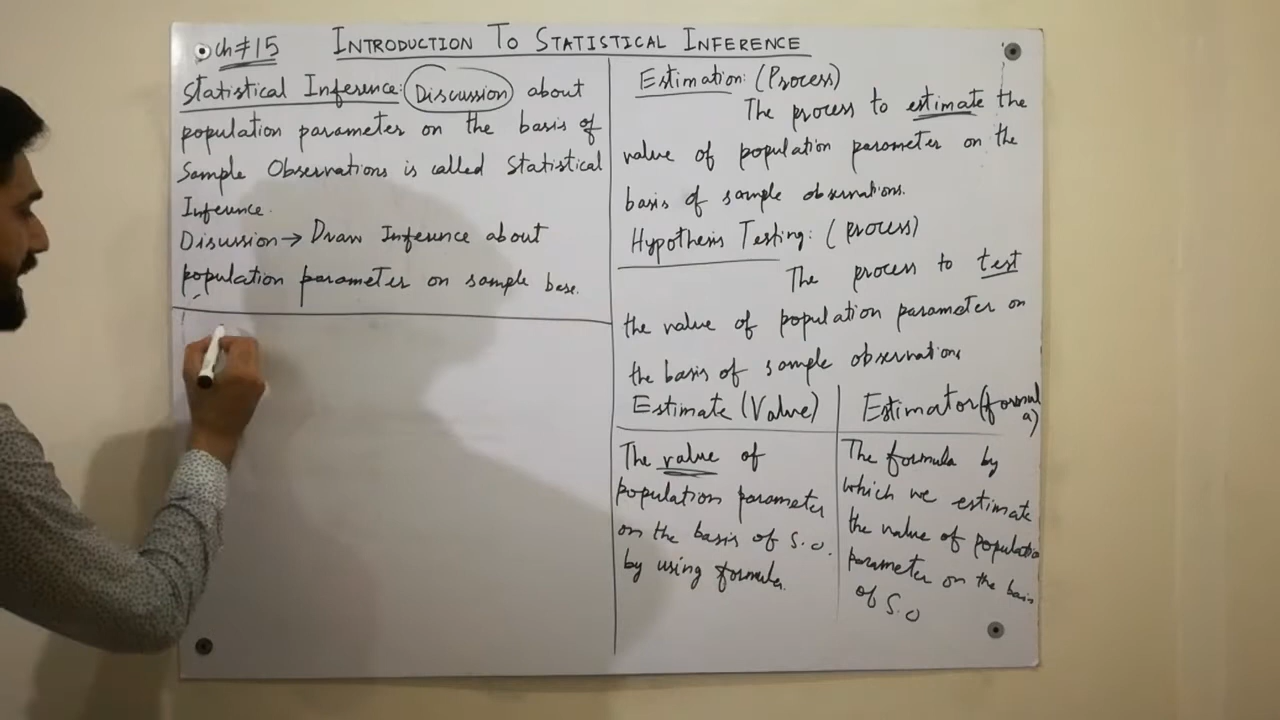 Ch # 15 INTRODUCTION TO STATISTICAL INFERENCE
Statistical Inference: Discussion about
population parameter on the basis of
Sample Observations is called Statistical
Inference.
Discussion → Draw Inference about
population parameter on sample base.
Estimation: (Process)
The process to estimate the
value of population parameter on the
basis of sample observations.
Hypothesis Testing: (process)
The process to test
the value of population parameter on
the basis of sample observations
Estimate (Value)
The value of
population parameter
on the basis of S.O.
by using formula.
Estimator (formul
a)
The formula by
which we estimate
the value of populatio
parameter on the basis
of S.O